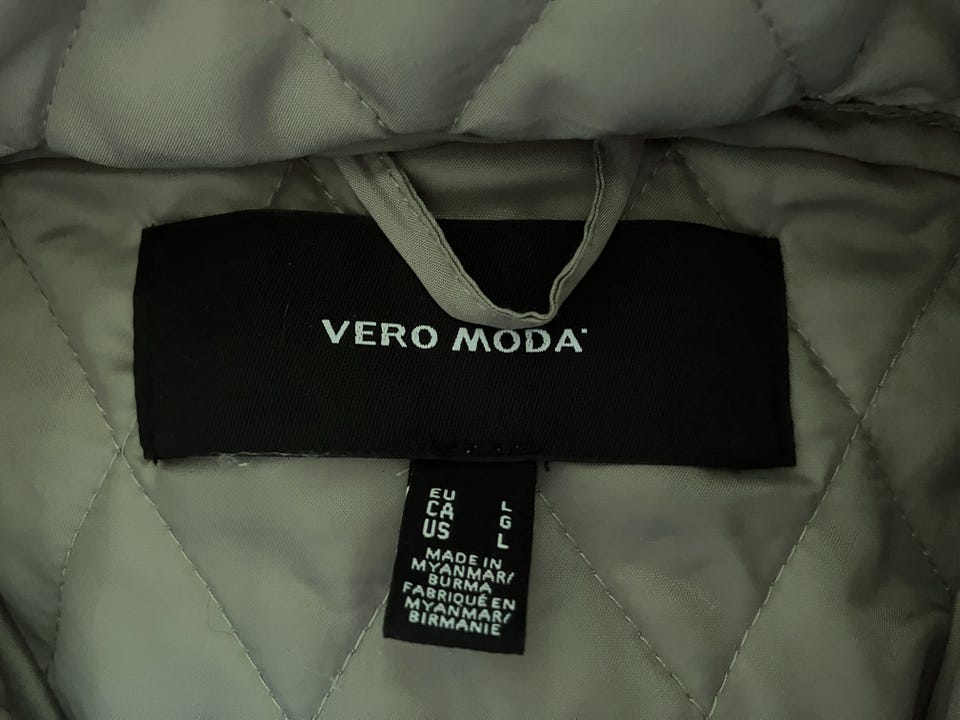 VERO MODA
EU L
CA G
US L
MADE IN
MYANMAR/
BURMA
FABRIQUÉ EN
MYANMAR/
BIRMANIE